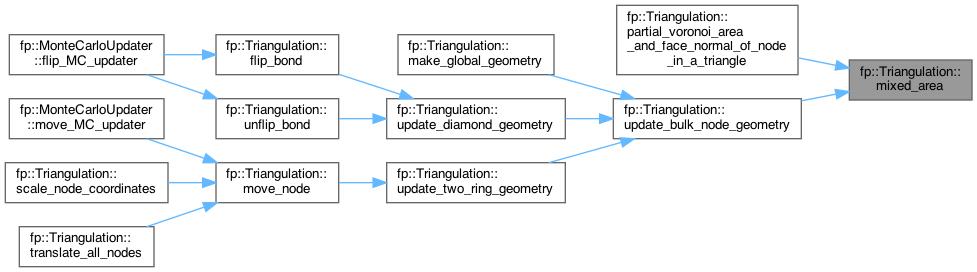 fp::MonteCarloUpdater
::flip_MC_updater
fp::MonteCarloUpdater
::move_MC_updater
fp::Triangulation::
scale_node_coordinates
fp::Triangulation::
translate_all_nodes
fp::Triangulation::
flip_bond
fp::Triangulation::
unflip_bond
fp::Triangulation::
move_node
fp::Triangulation::
make_global_geometry
fp::Triangulation::
update_diamond_geometry
fp::Triangulation::
update_two_ring_geometry
fp::Triangulation::
partial_voronoi_area
_and_face_normal_of_node
_in_a_triangle
fp::Triangulation::
update_bulk_node_geometry
fp::Triangulation::
mixed_area